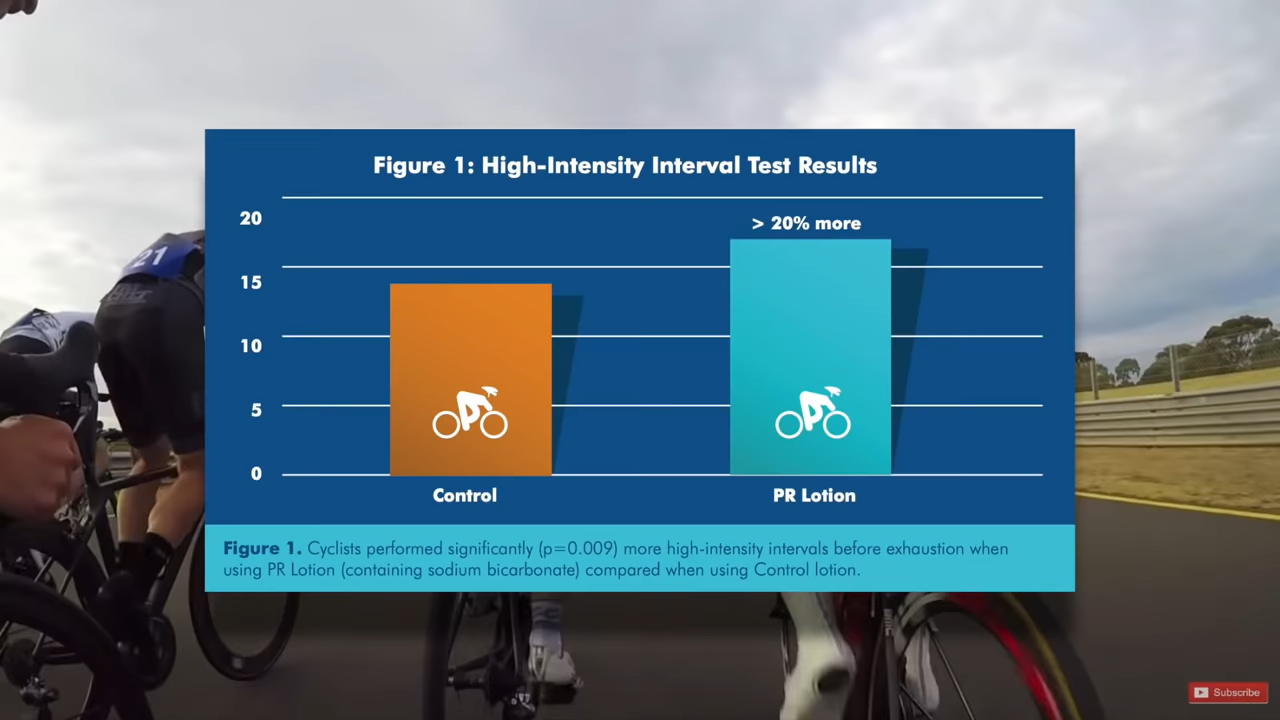 Figure 1: High-Intensity Interval Test Results
20
> 20% more
15
10
5
0
Control
PR Lotion
Figure 1. Cyclists performed significantly (p=0.009) more high-intensity intervals before exhaustion when
using PR Lotion (containing sodium bicarbonate) compared when using Control lotion.
21
Subscribe